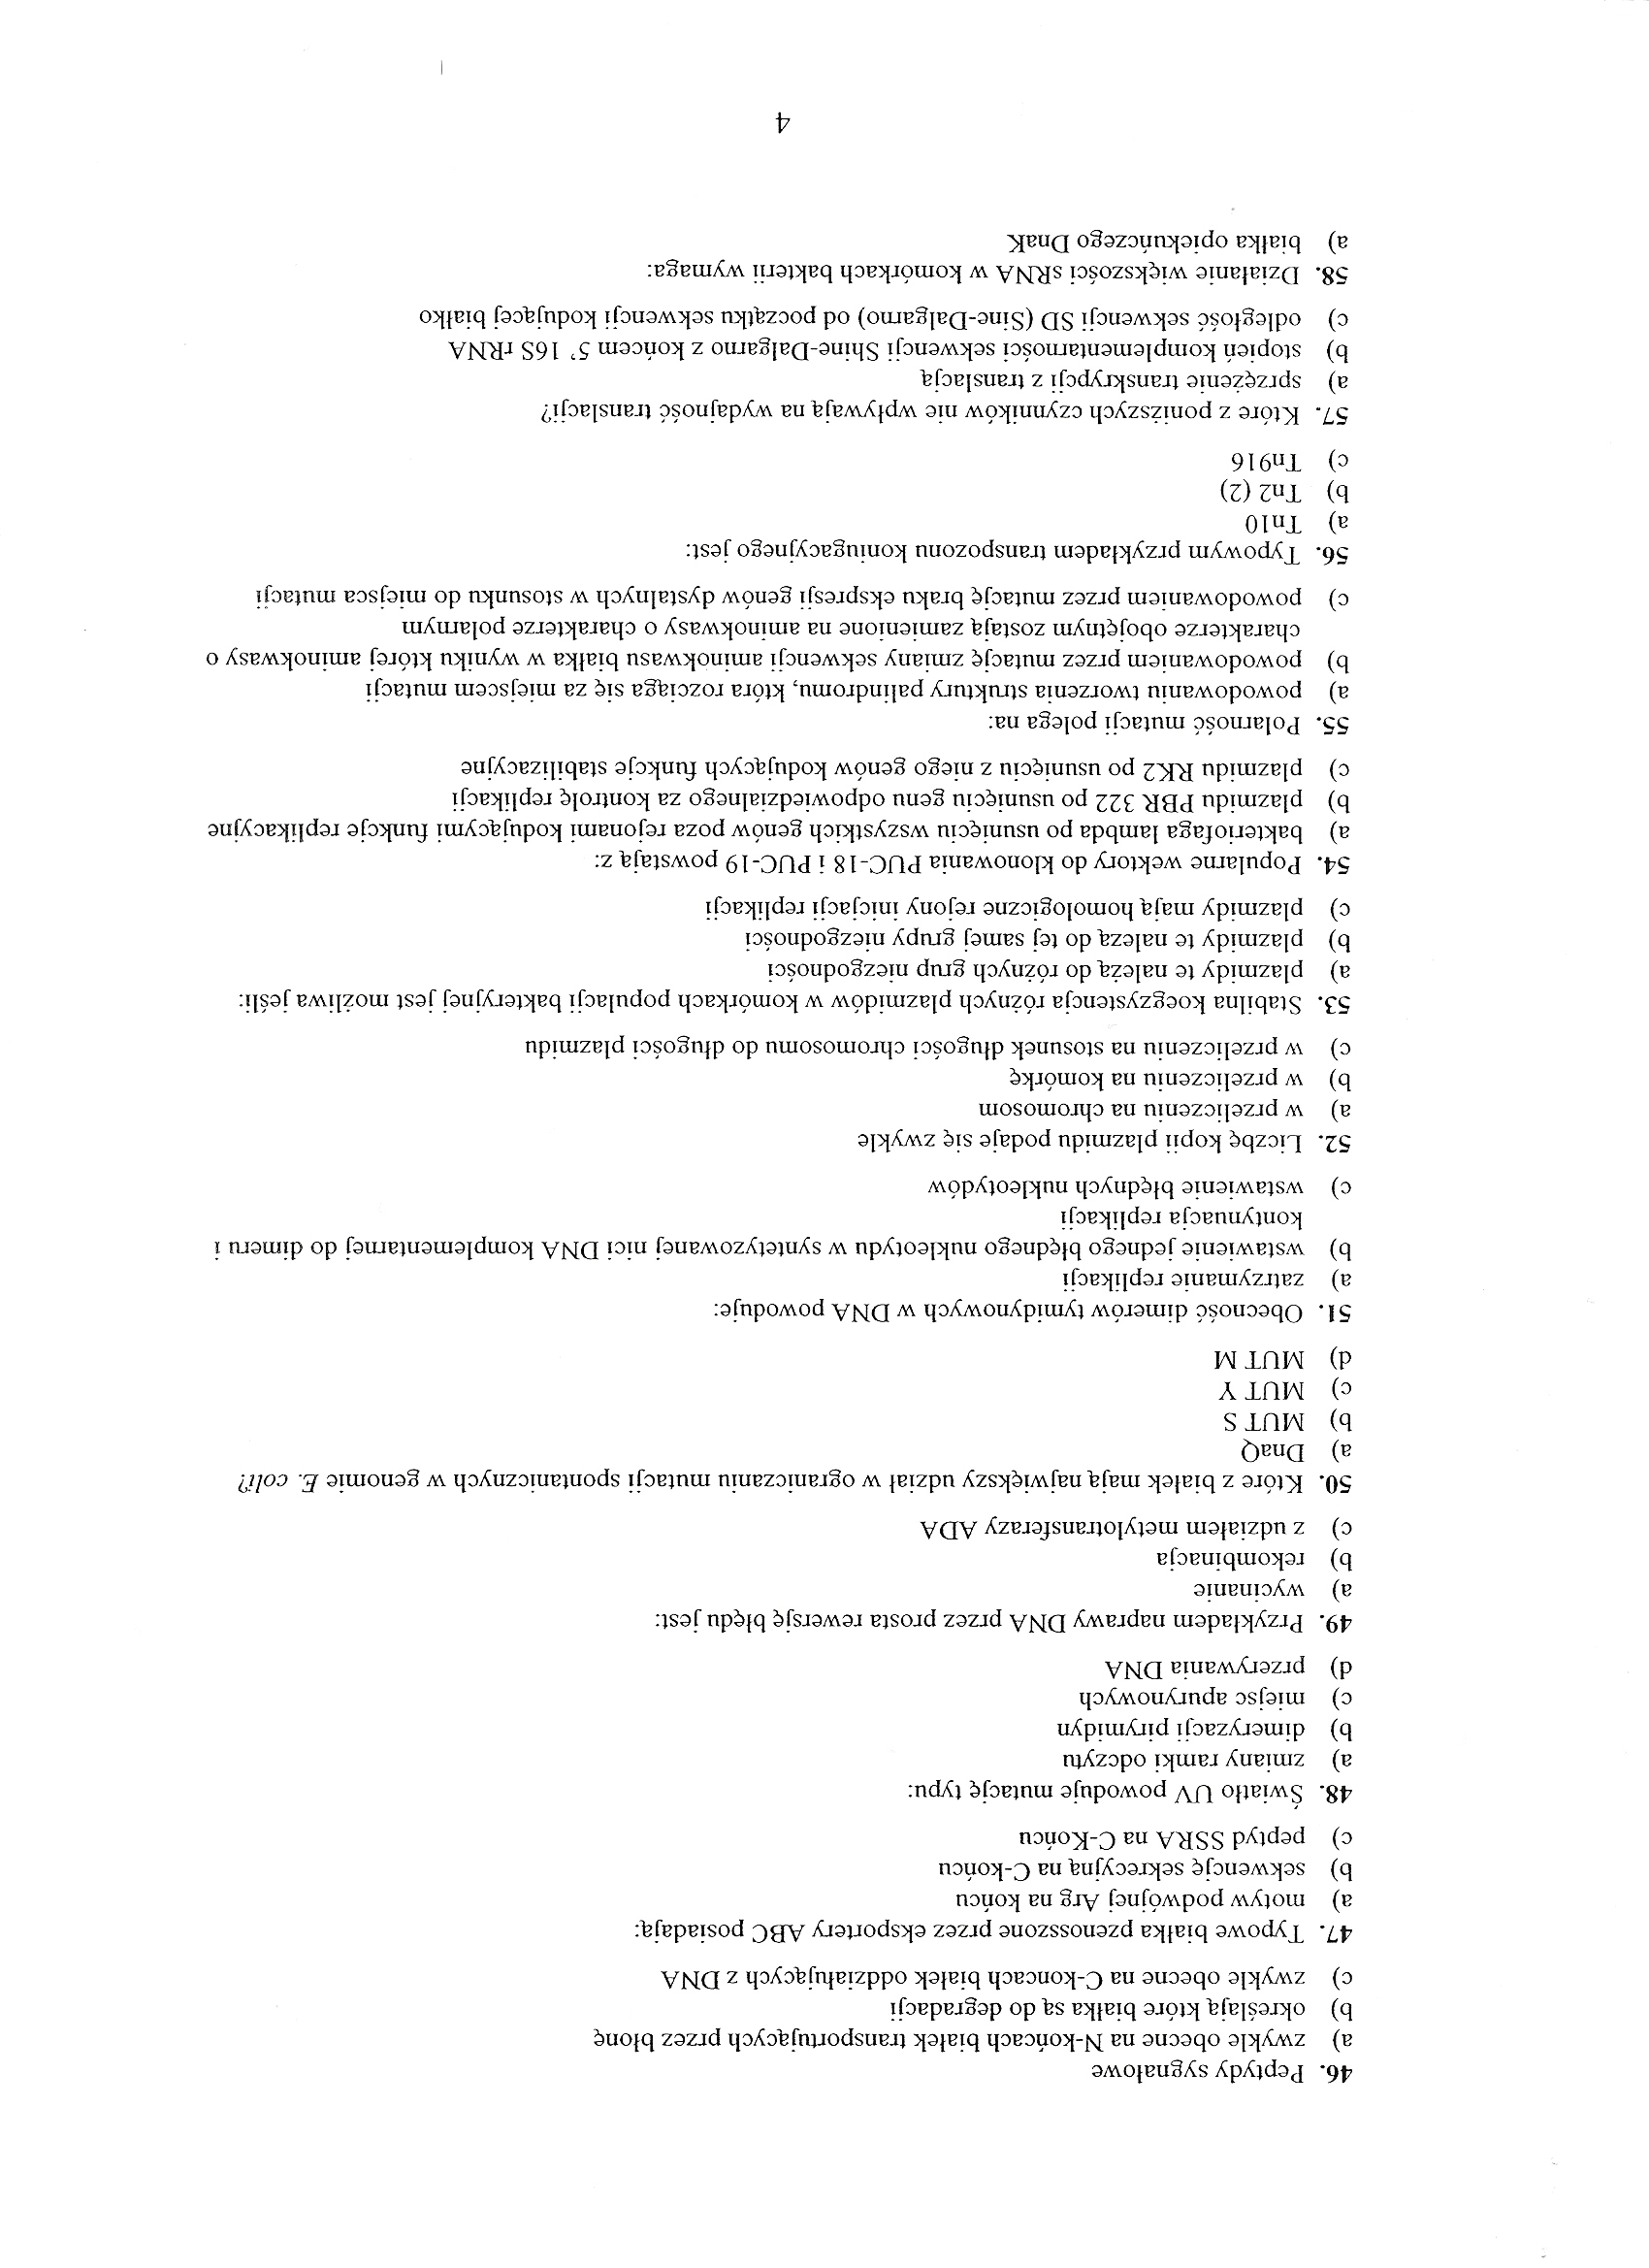 46. Peptydy sygnałowe
a) zwykle obecne na N-końcach białek transportujących przez błonę
b) określają które białka są do degradacji
c) zwykle obecne na C-koncach białek oddziałujących z DNA
47. Typowe białka pzenosszone przez eksportery ABC posiadają:
a) motyw podwójnej Arg na końcu
b) sekwencję sekrecyjną na C-końcu
c) peptyd SSRA na C-Końcu
48. Światło UV powoduje mutację typu:
a) zmiany ramki odczytu
b) dimeryzacji pirymidyn
c) miejsc apurynowych
d) przerywania DNA
49. Przykładem naprawy DNA przez prosta rewersję błędu jest:
a) wycinanie
b) rekombinacja
c) z udziałem metylotransferazy ADA
50. Które z białek mają największy udział w ograniczaniu mutacji spontanicznych w genomie E. coli?
a) DnaQ
b) MUT S
c) MUT Y
d) MUT M
51. Obecność dimerów tymidynowych w DNA powoduje:
a) zatrzymanie replikacji
b) wstawienie jednego błędnego nukleotydu w syntetyzowanej nici DNA komplementarnej do dimeru i
kontynuacja replikacji
c) wstawienie błędnych nukleotydów
52. Liczbę kopii plazmidu podaje się zwykle
a) w przeliczeniu na chromosom
b) w przeliczeniu na komórkę
c) w przeliczeniu na stosunek długości chromosomu do długości plazmidu
53. Stabilna koegzystencja różnych plazmidów w komórkach populacji bakteryjnej jest możliwa jeśli:
a) plazmidy te należą do różnych grup niezgodności
b) plazmidy te nalezą do tej samej grupy niezgodności
c) plazmidy mają homologiczne rejony inicjacji replikacji
54. Popularne wektory do klonowania PUC-18 i PUC-19 powstają z:
a) bakteriofaga lambda po usunięciu wszystkich genów poza rejonami kodującymi funkcje replikacyjne
b) plazmidu PBR 322 po usunięciu genu odpowiedzialnego za kontrolę replikacji
c) plazmidu RK2 po usunięciu z niego genów kodujących funkcje stabilizacyjne
55. Polarność mutacji polega na:
a) powodowaniu tworzenia struktury palindromu, która rozciąga się za miejscem mutacji
b) powodowaniem przez mutację zmiany sekwencji aminokwasu białka w wyniku której aminokwasy o
charakterze obojętnym zostają zamienione na aminokwasy o charakterze polarnym
c) powodowaniem przez mutację braku ekspresji genów dystalnych w stosunku do miejsca mutacji
56. Typowym przykładem transpozonu koniugacyjnego jest:
a) Tn10
b) Tn2 (2)
c) Tn916
57. Które z poniższych czynników nie wpływają na wydajność translacji?
a) sprzężenie transkrypcji z translacją
b) stopień komplementarności sekwencji Shine-Dalgarno z końcem 5' 16S rRNA
c) odległość sekwencji SD (Sine-Dalgarno) od początku sekwencji kodującej białko
58. Działanie większości sRNA w komórkach bakterii wymaga:
a) białka opiekuńczego DnaK
4